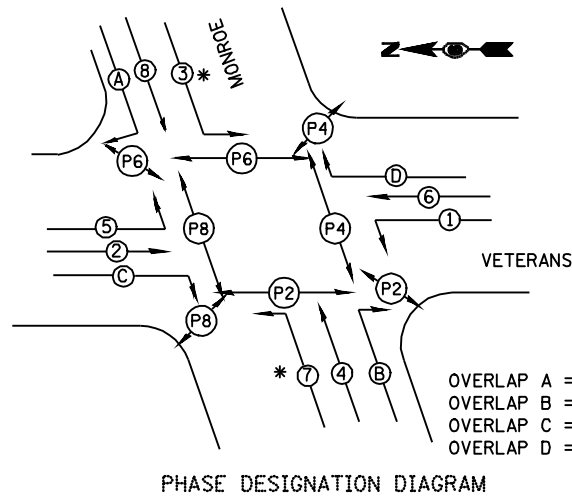 MONROE
N
A
8
3 *
P4
P6
P6
D
6
1
5
2
C
P8
P4
VETERANS
P2
P2
P8
* 7
4
B
OVERLAP A =
OVERLAP B =
OVERLAP C =
OVERLAP D =
PHASE DESIGNATION DIAGRAM